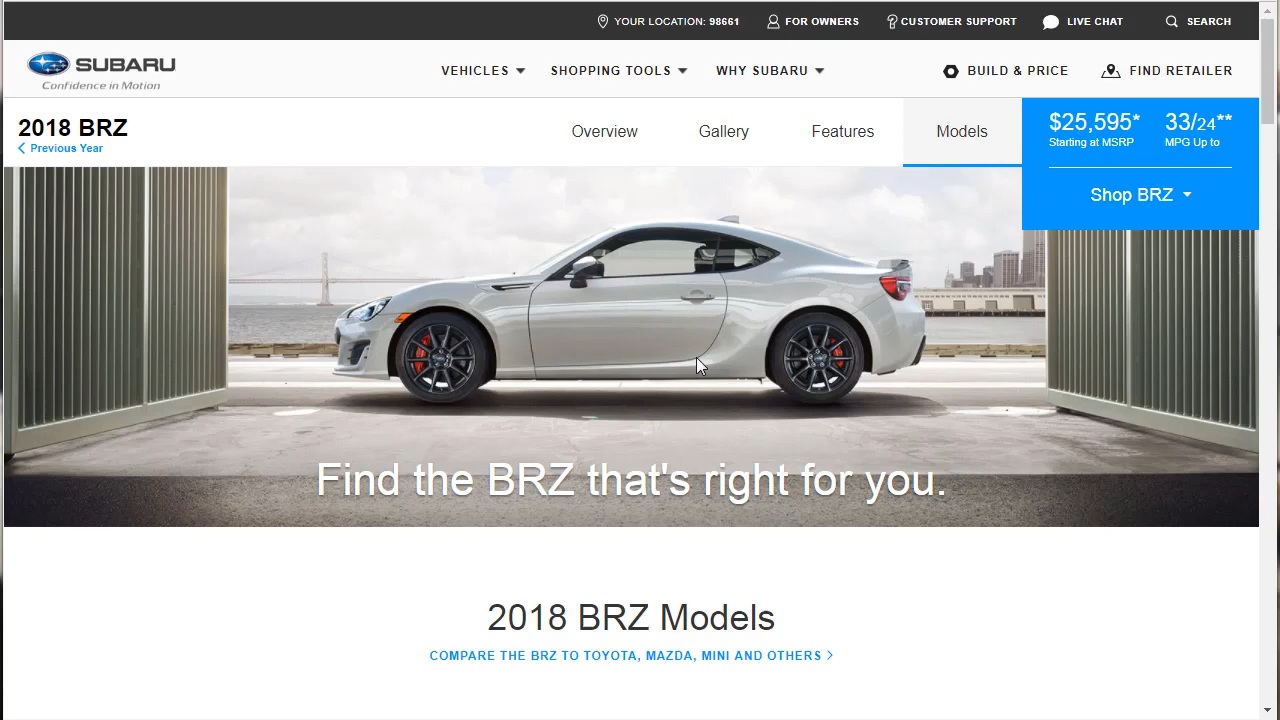 YOUR LOCATION: 98661
FOR OWNERS
CUSTOMER SUPPORT
LIVE CHAT
SEARCH
SUBARU
Confidence in Motion
VEHICLES
SHOPPING TOOLS
WHY SUBARU
BUILD & PRICE
FIND RETAILER
2018 BRZ
Previous Year
Overview
Gallery
Features
Models
$25,595*
Starting at MSRP
33/24**
MPG Up to
Shop BRZ
Find the BRZ that's right for you.
2018 BRZ Models
COMPARE THE BRZ TO TOYOTA, MAZDA, MINI AND OTHERS